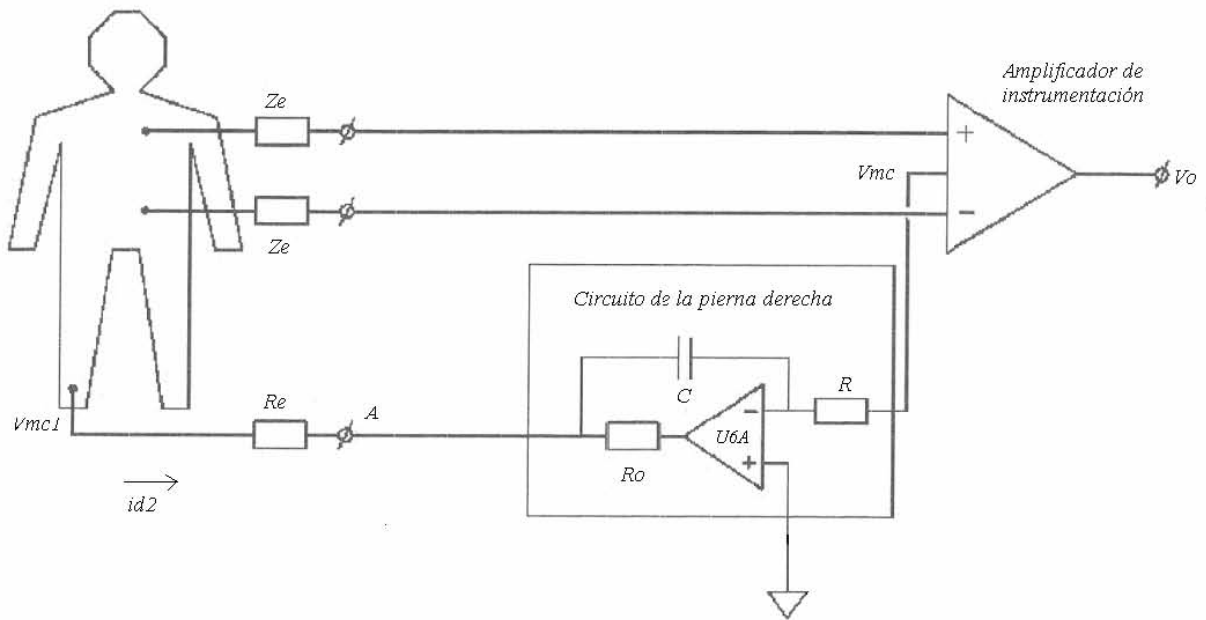 Amplificador de
instrumentación
Ze
+
Vmc
Vo
−
Ze
Circuito de la pierna derecha
C
R
−
U6A
+
Ro
Re
A
Vmc1
id2